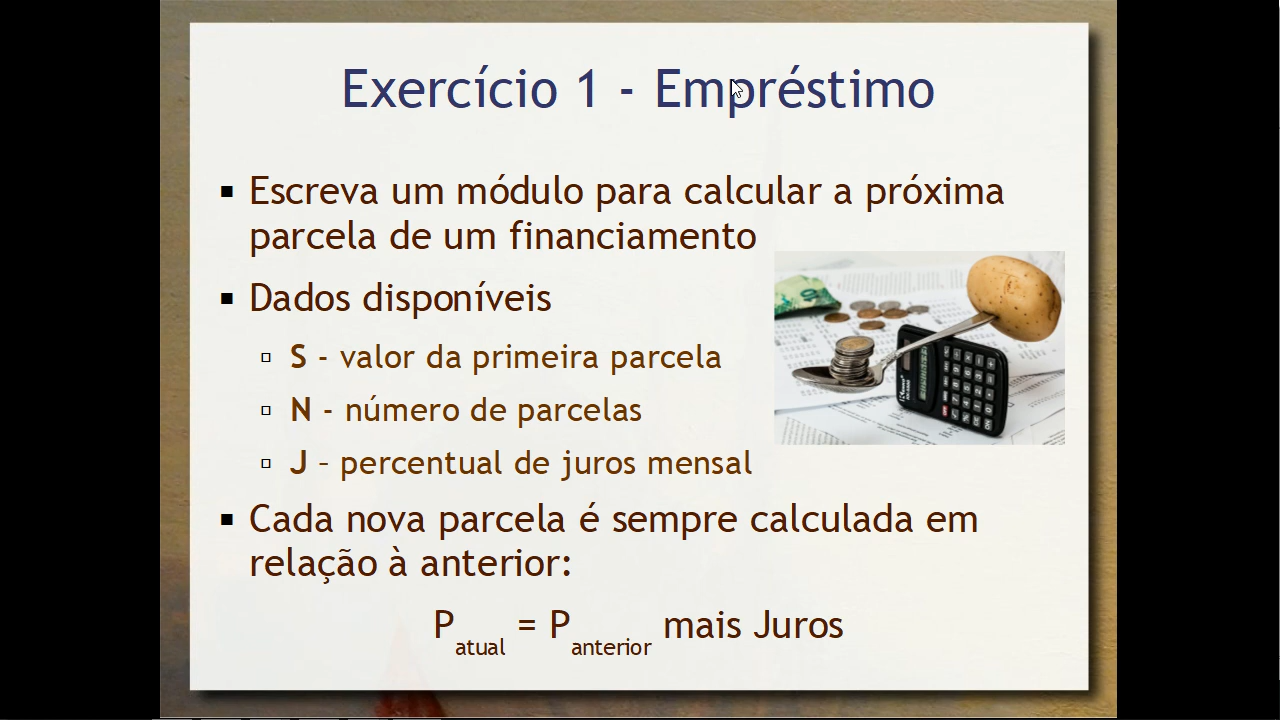 Exercício 1 - Empréstimo
Escreva um módulo para calcular a próxima
parcela de um financiamento
Dados disponíveis
S - valor da primeira parcela
N - número de parcelas
J – percentual de juros mensal
Cada nova parcela é sempre calculada em
relação à anterior:
Patual = Panterior mais Juros